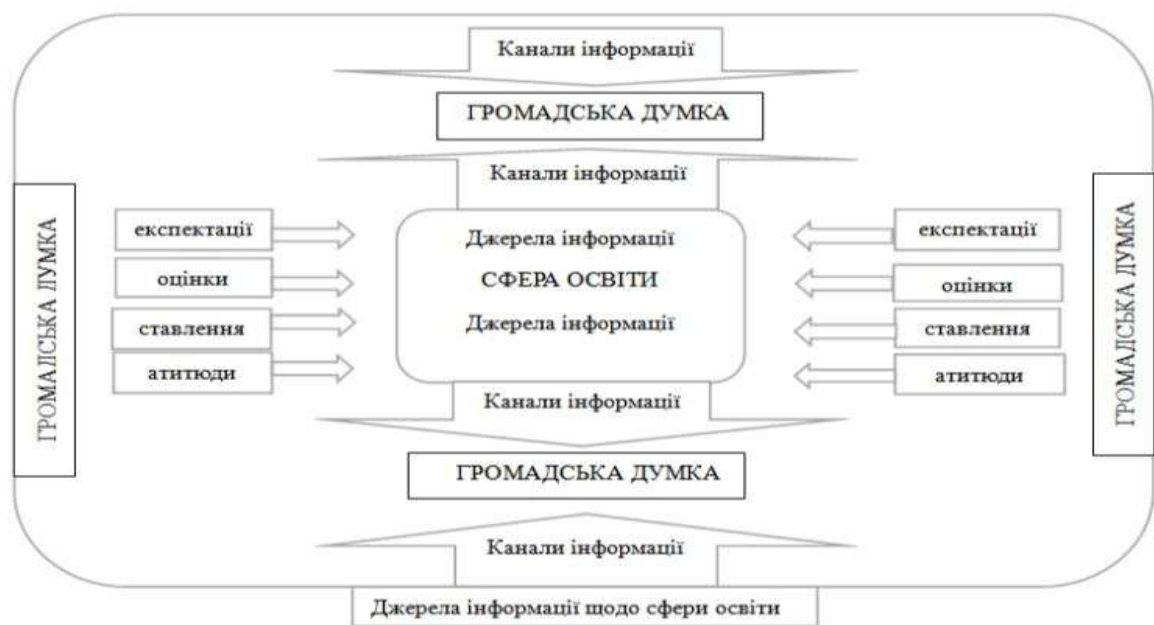 Канали інформації
ГРОМАДСЬКА ДУМКА
Канали інформації
ГРОМАДСЬКА ДУМКА
експектації
оцінки
ставлення
атитюди
Джерела інформації
СФЕРА ОСВІТИ
Джерела інформації
експектації
оцінки
ставлення
атитюди
ГРОМАДСЬКА ДУМКА
Канали інформації
ГРОМАДСЬКА ДУМКА
Канали інформації
Джерела інформації щодо сфери освіти